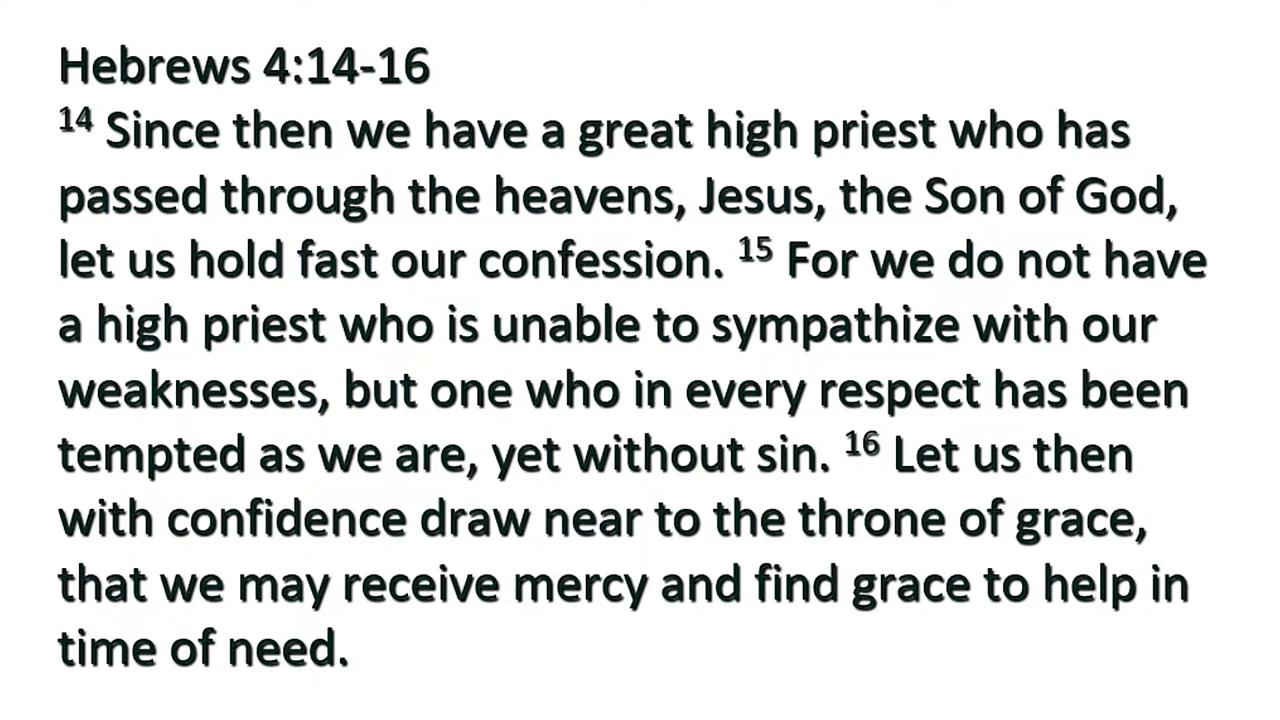 Hebrews 4:14-16
14 Since then we have a great high priest who has
passed through the heavens, Jesus, the Son of God,
let us hold fast our confession. 15 For we do not have
a high priest who is unable to sympathize with our
weaknesses, but one who in every respect has been
tempted as we are, yet without sin. 16 Let us then
with confidence draw near to the throne of grace,
that we may receive mercy and find grace to help in
time of need.